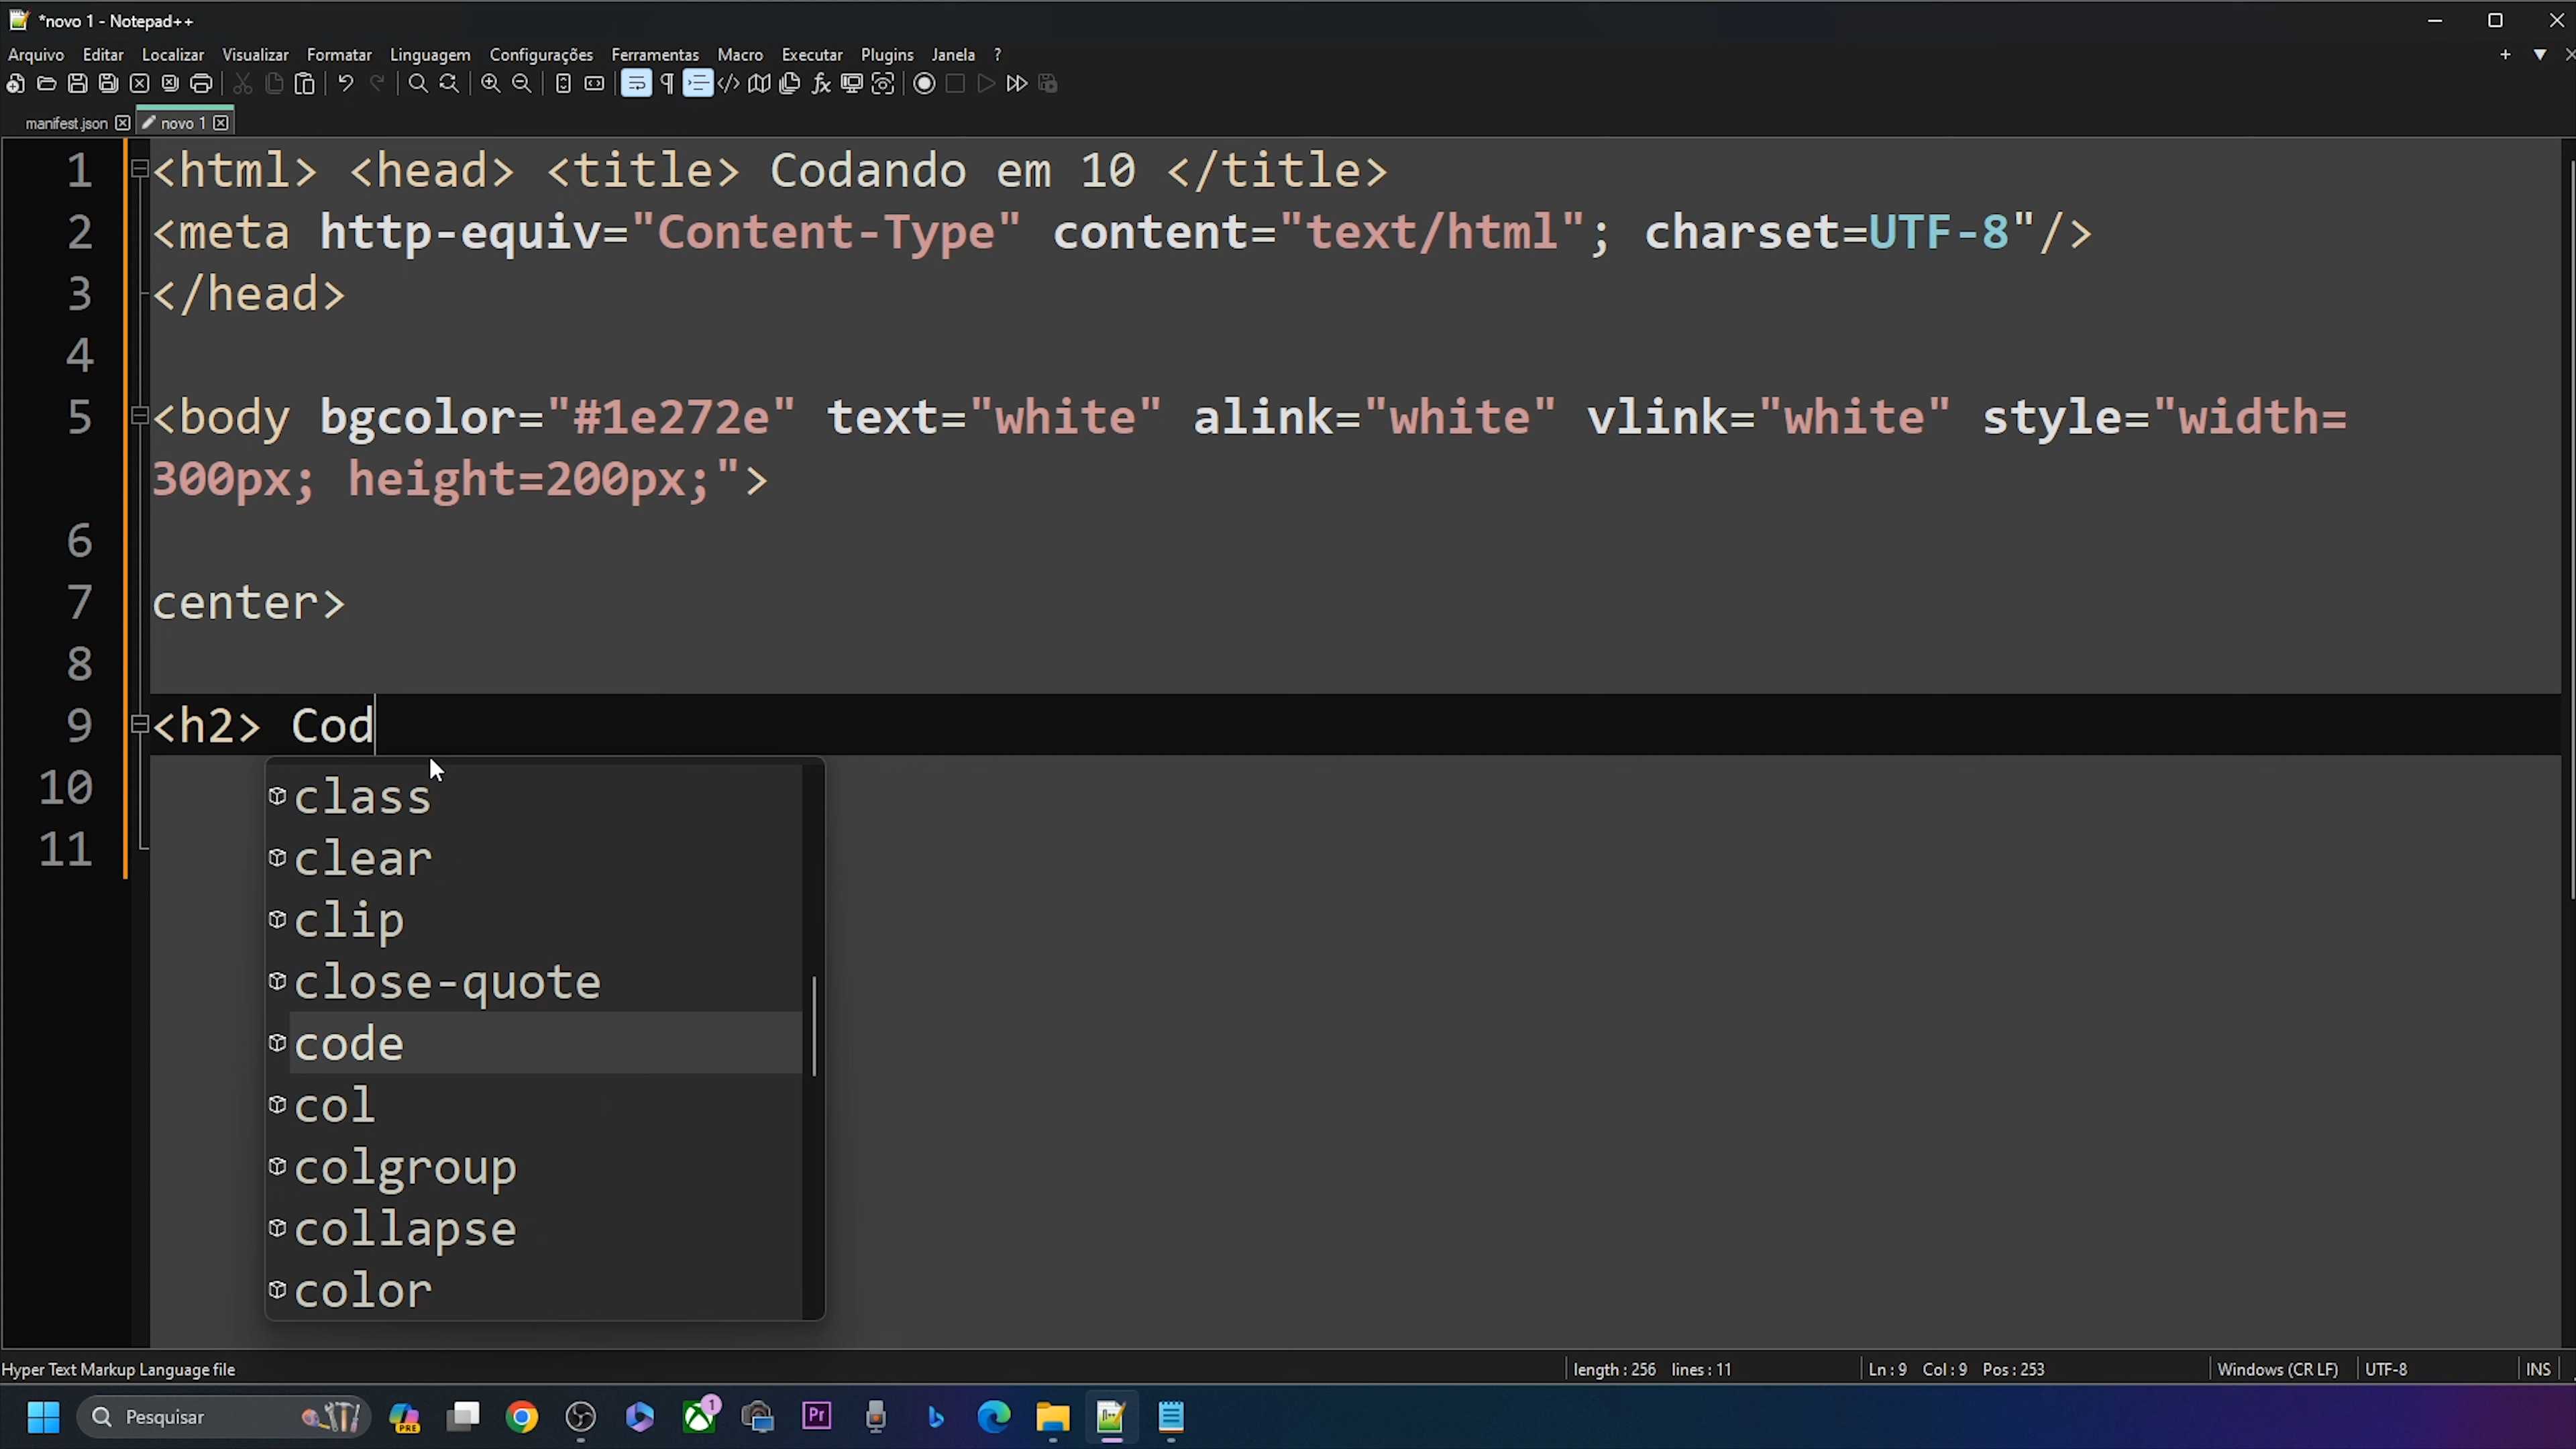 *novo 1 - Notepad++
Arquivo Editar Localizar Visualizar Formatar Linguagem Configurações Ferramentas Macro Executar Plugins Janela ?
manifest.json novo 1
1 <html> <head> <title> Codando em 10 </title>
2 <meta http-equiv="Content-Type" content="text/html"; charset=UTF-8"/>
3 </head>
4
5 <body bgcolor="#1e272e" text="white" alink="white" vlink="white" style="width=
300px; height=200px;">
6
7 center>
8
9 <h2> Cod
10
11
class
clear
clip
close-quote
code
col
colgroup
collapse
color
Hyper Text Markup Language file length : 256 lines : 11 Ln : 9 Col : 9 Pos : 253 Windows (CR LF) UTF-8 INS
Pesquisar PRE 1 Pr